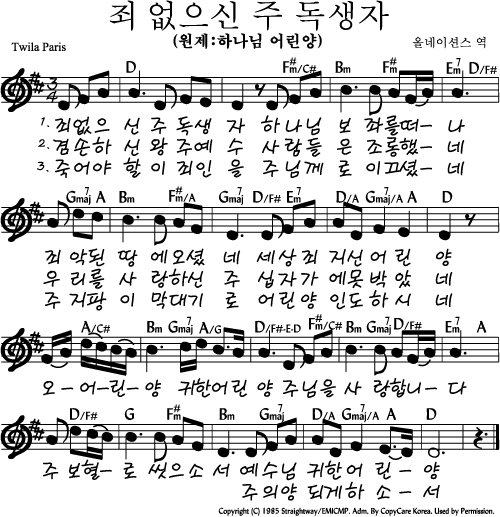 죄 없으신 주 독생자
(원제:하나님 어린양)
Twila Paris
올네이션스 역
3/4 D F#m/C# Bm F#m Em7 D/F#
1. 죄없으 신 주 독생 자 하나님 보 좌를떠– 나
2. 겸손하 신 왕 주예 수 사람들 은 조롱했– 네
3. 죽어야 할 이 죄인 을 주님께 로 이끄셨– 네
Gmaj7 A Bm F#m/A Gmaj7 D/F# Em7 D/A Gmaj7/A A7 D
죄 악된 땅 에오셨 네 세상죄 지신어린 양
우 리를 사 랑하신 주 십자가 에못박 았 네
주 지팡 이 막대기 로 어린양 인도하 시 네
A/C# Bm Gmaj7 A/G D/F#-E-D F#m/C# Bm Gmaj7 Em7 A
오–어–린– 양 귀한어린 양 주님을 사 랑합니– 다
D/F# G F#m Bm Gmaj7 D/A Gmaj7/A A7 D
주 보혈– 로 씻으소 서 예수님 귀한어 린– 양
주의양 되게하 소– 서
Copyright (C) 1985 Straightway/EMICMP. Adm. By CopyCare Korea. Used by Permission.